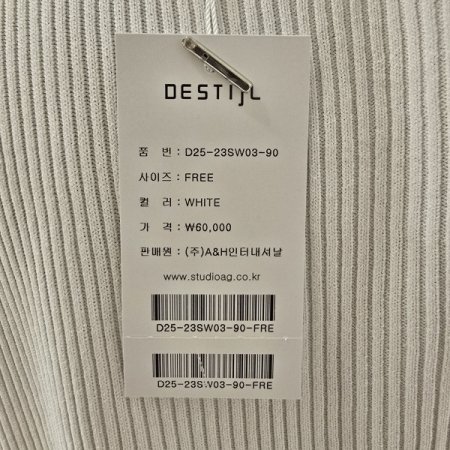 DESTIJL
품 번 : D25-23SW03-90
사이즈 : FREE
컬 러 : WHITE
가 격 : ₩60,000
판매원 : (주)A&H인터내셔날
www.studioag.co.kr
D25-23SW03-90-FRE
D25-23SW03-90-FRE